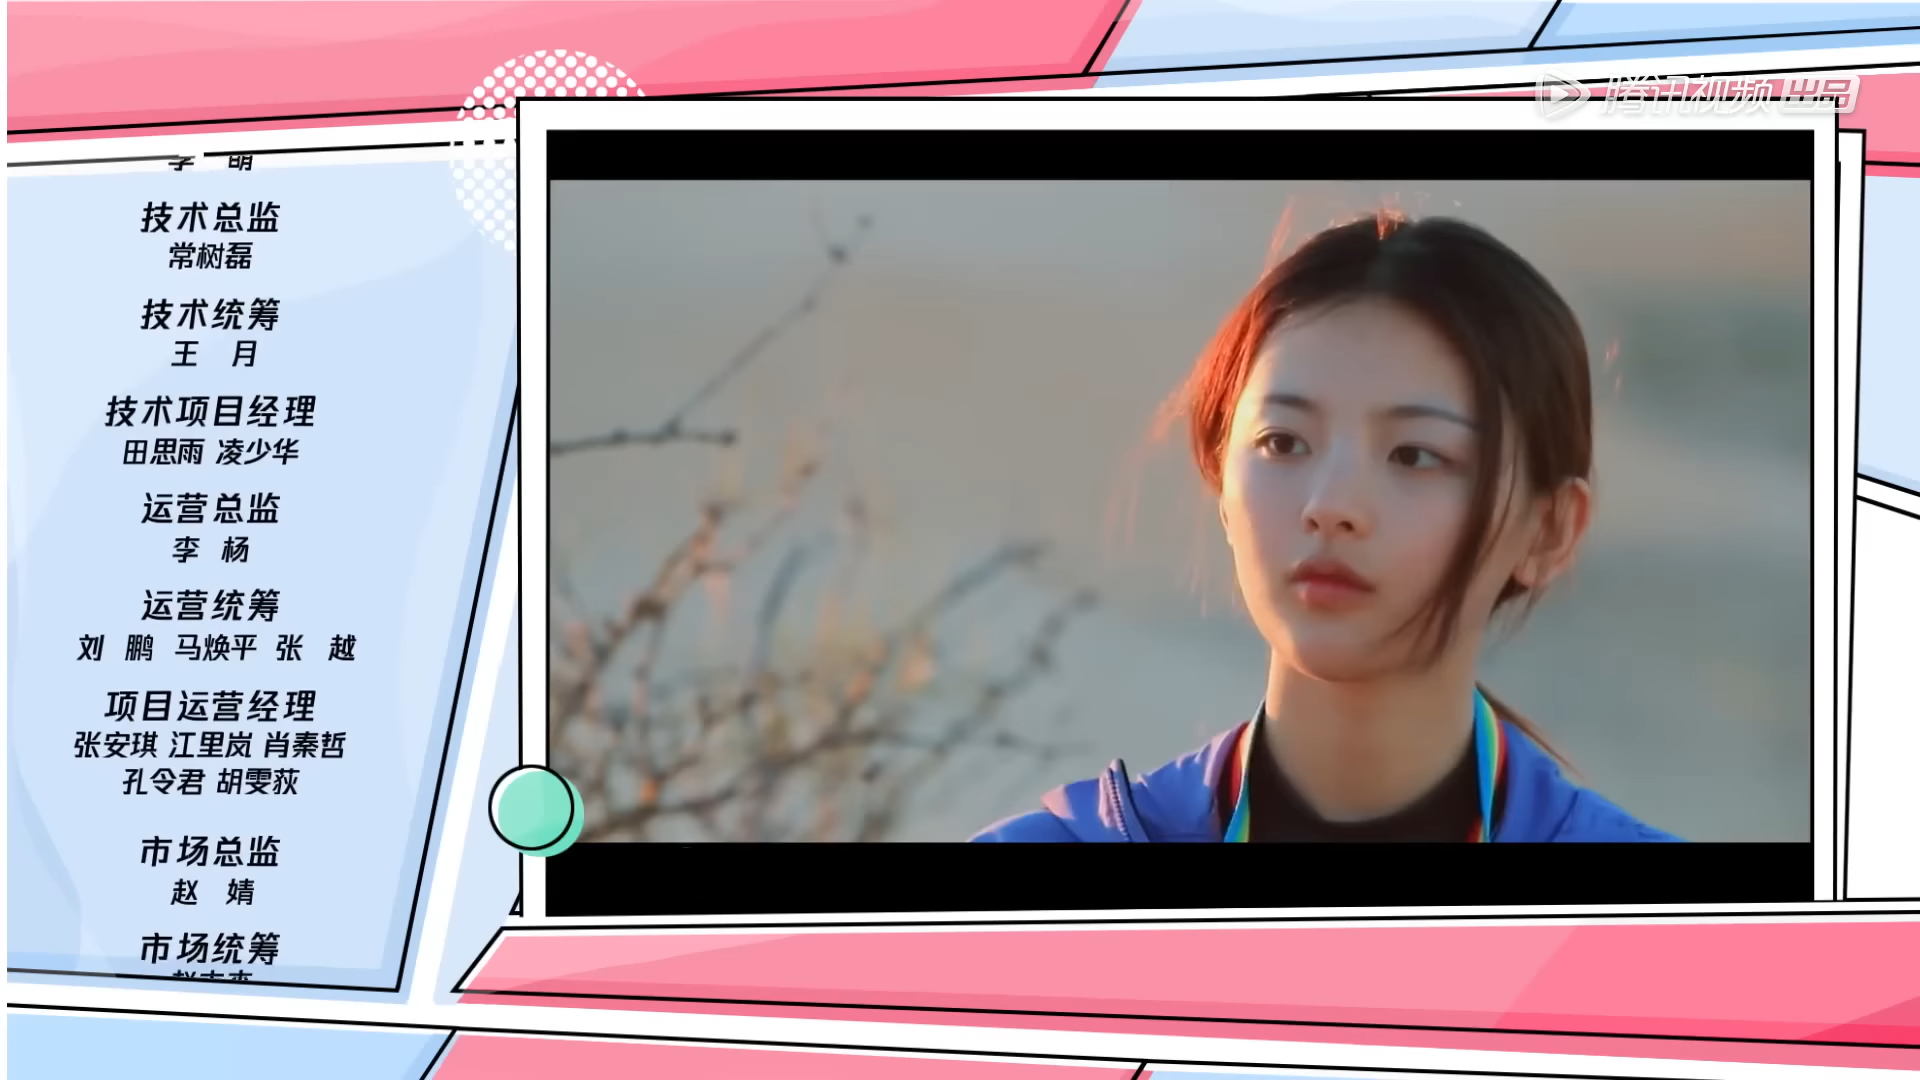 腾讯视频 出品
技术总监
常树磊
技术统筹
王 月
技术项目经理
田思雨 凌少华
运营总监
李 杨
运营统筹
刘 鹏 马焕平 张 越
项目运营经理
张安琪 江里岚 肖秦哲
孔令君 胡雯荻
市场总监
赵 婧
市场统筹